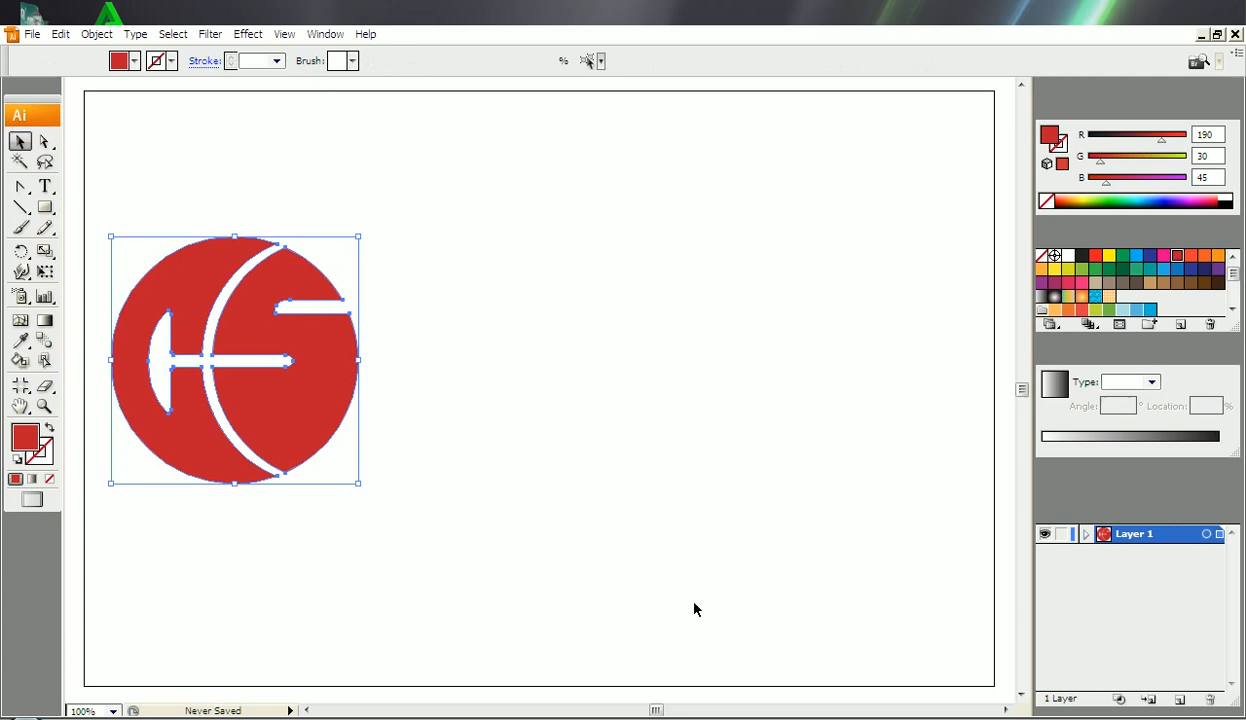 File Edit Object Type Select Filter Effect View Window Help
Stroke: Brush: %
Ai
R 190
G 30
B 45
Type:
Angle: ° Location: %
Layer 1
1 Layer
100% Never Saved